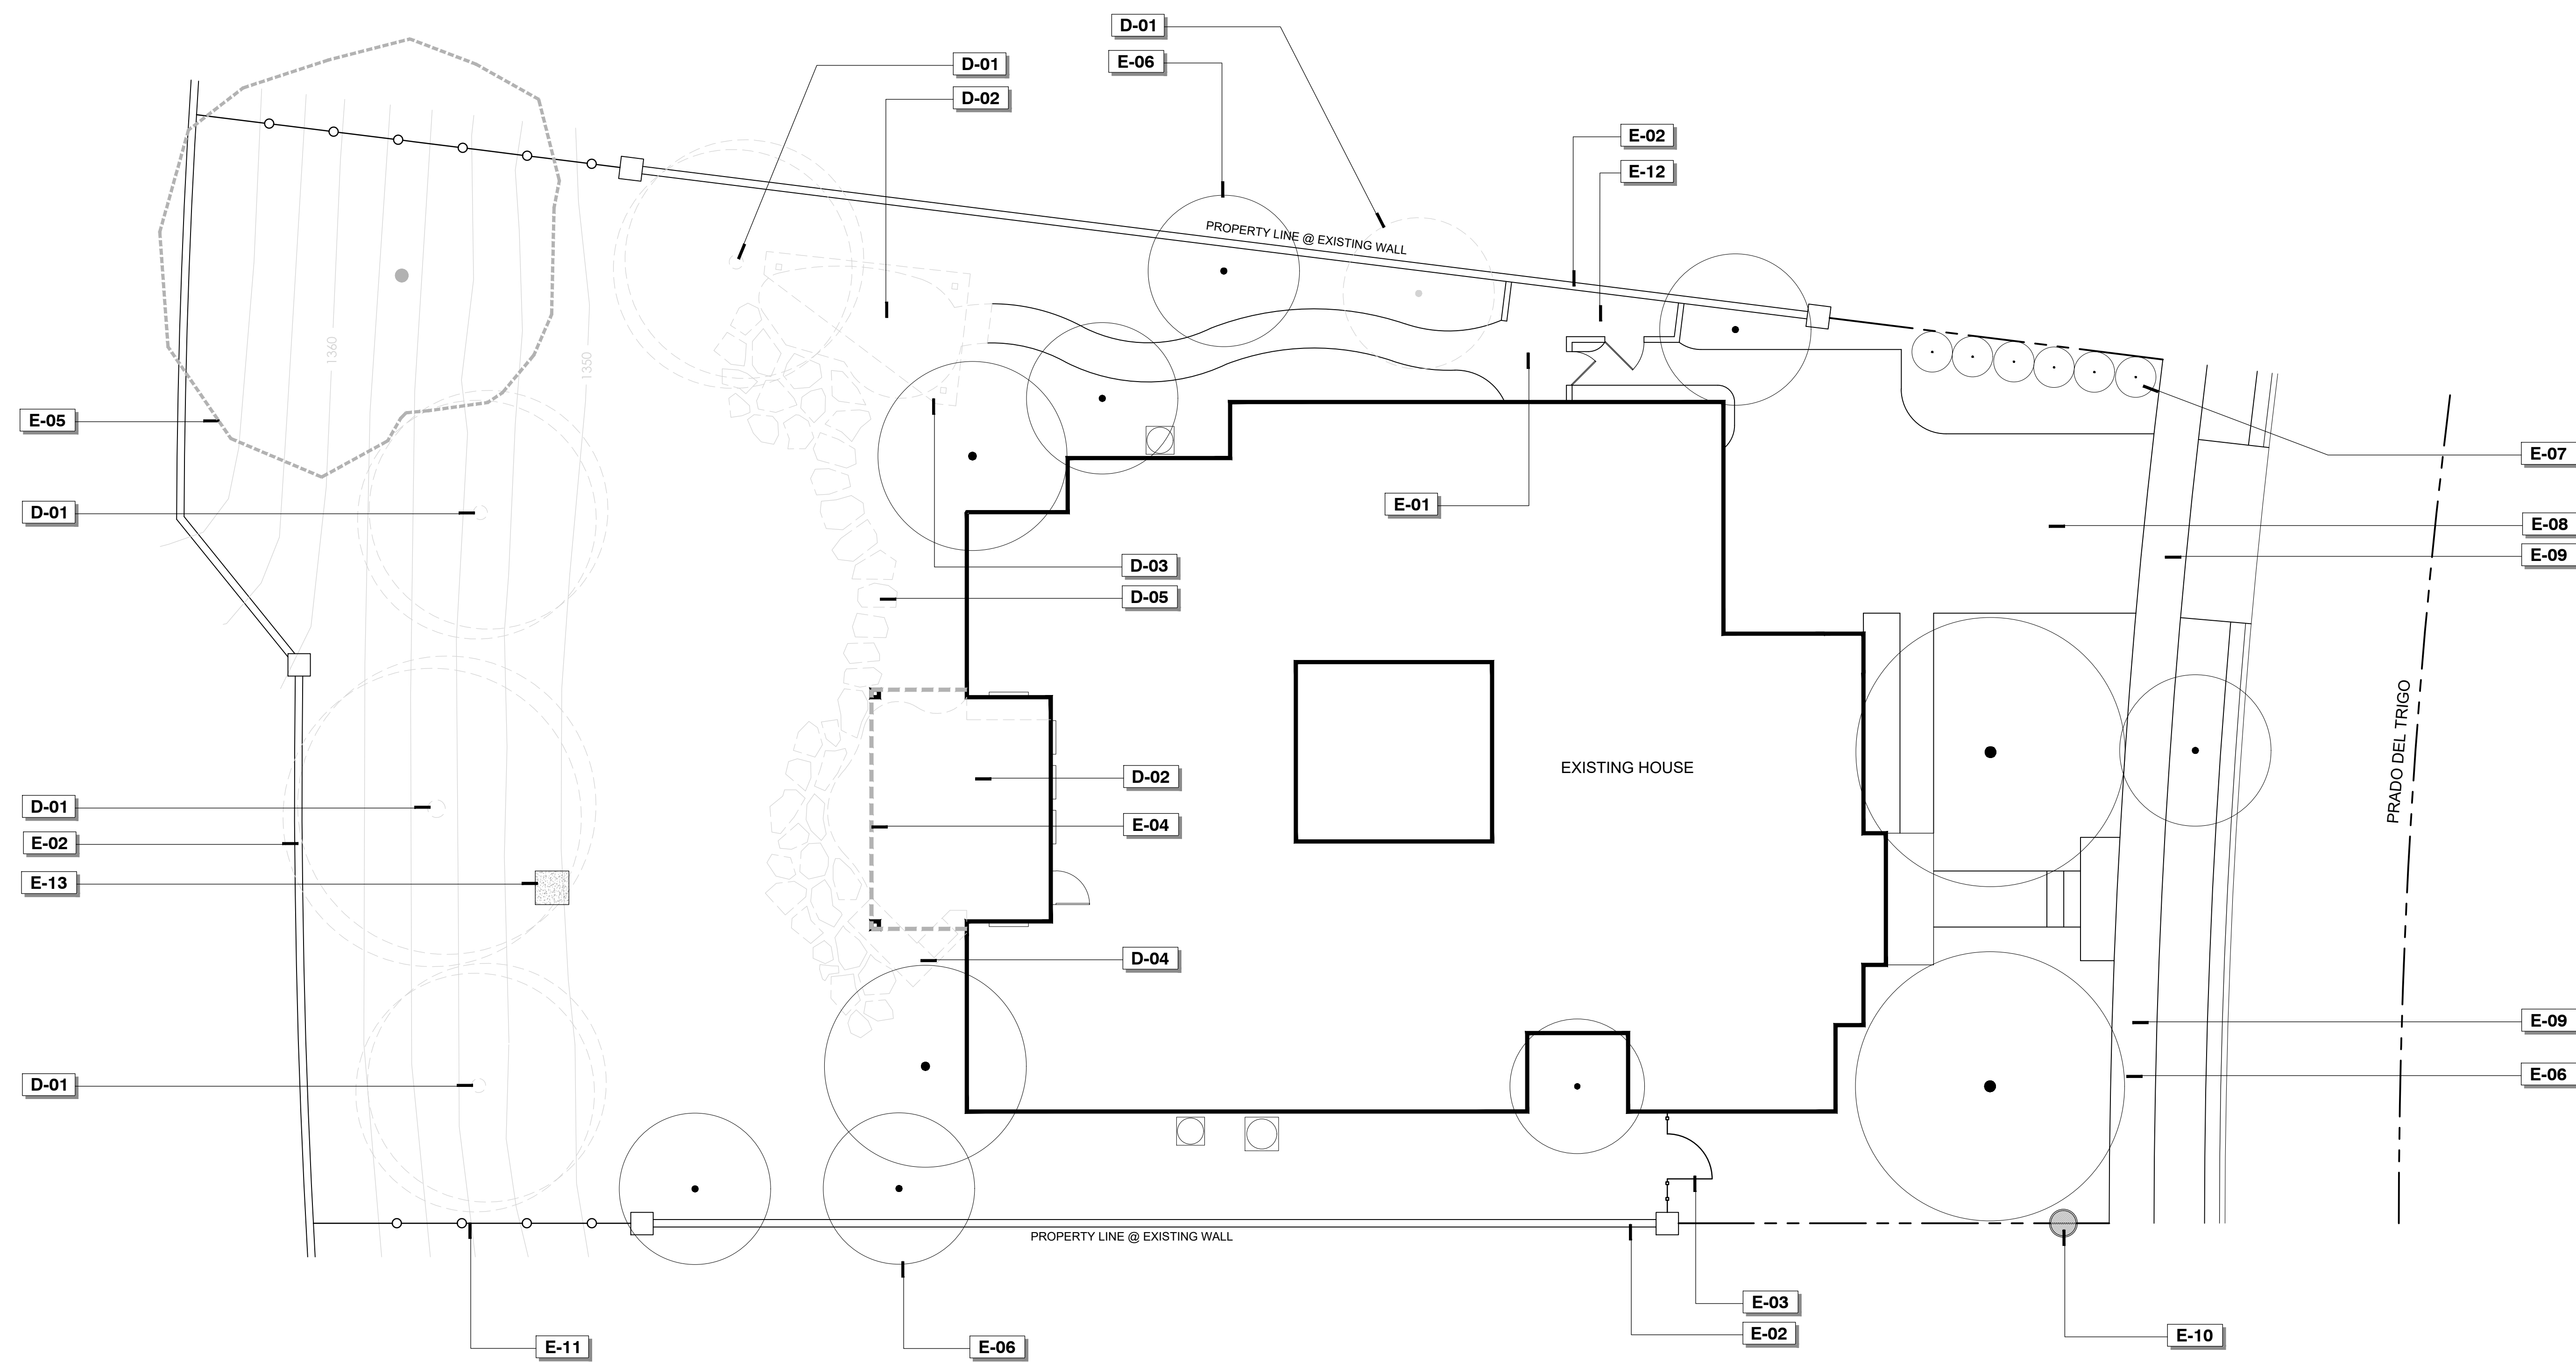 D-01
D-01
E-06
D-02
E-02
E-12
PROPERTY LINE @ EXISTING WALL
1360
1350
E-05
E-07
D-01
E-01
E-08
E-09
D-03
D-05
PRADO DEL TRIGO
EXISTING HOUSE
D-02
D-01
E-04
E-02
E-13
D-04
E-09
E-06
D-01
PROPERTY LINE @ EXISTING WALL
E-03
E-02
E-10
E-11
E-06